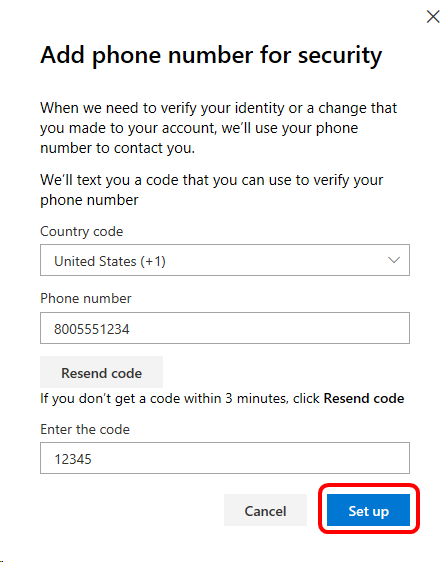 Add phone number for security
When we need to verify your identity or a change that
you made to your account, we’ll use your phone
number to contact you.
We’ll text you a code that you can use to verify your
phone number
Country code
United States (+1)
Phone number
8005551234
Resend code
If you don’t get a code within 3 minutes, click Resend code
Enter the code
12345
Cancel
Set up